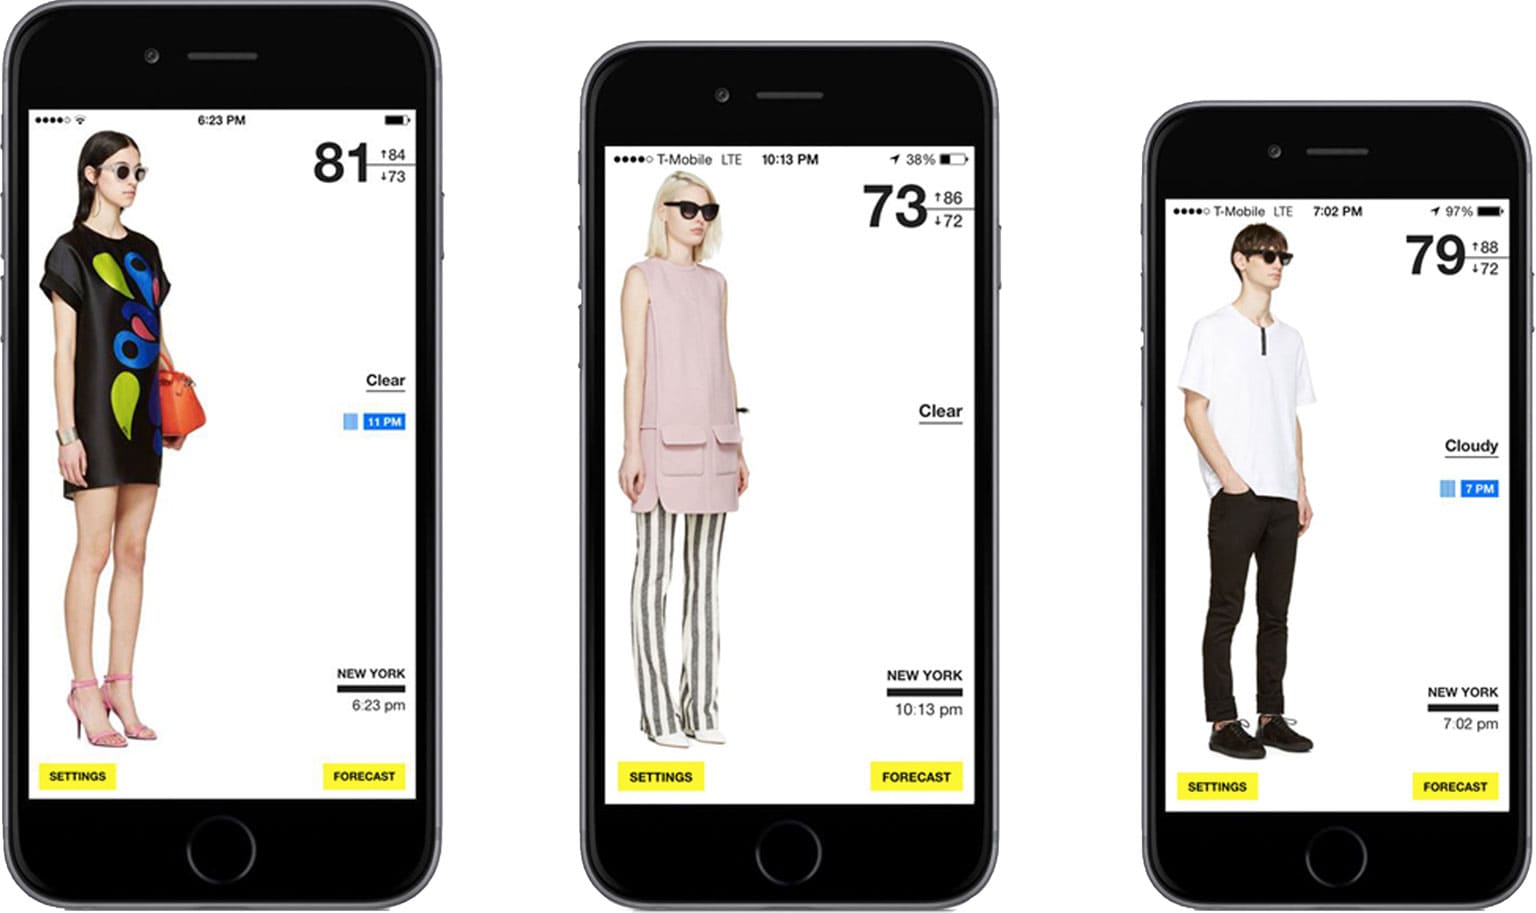 6:23 PM
81 ↑84
↓73
Clear
11 PM
NEW YORK
6:23 pm
SETTINGS FORECAST
T-Mobile LTE 10:13 PM 38%
73 ↑86
↓72
Clear
NEW YORK
10:13 pm
SETTINGS FORECAST
T-Mobile LTE 7:02 PM 97%
79 ↑88
↓72
Cloudy
7 PM
NEW YORK
7:02 pm
SETTINGS FORECAST